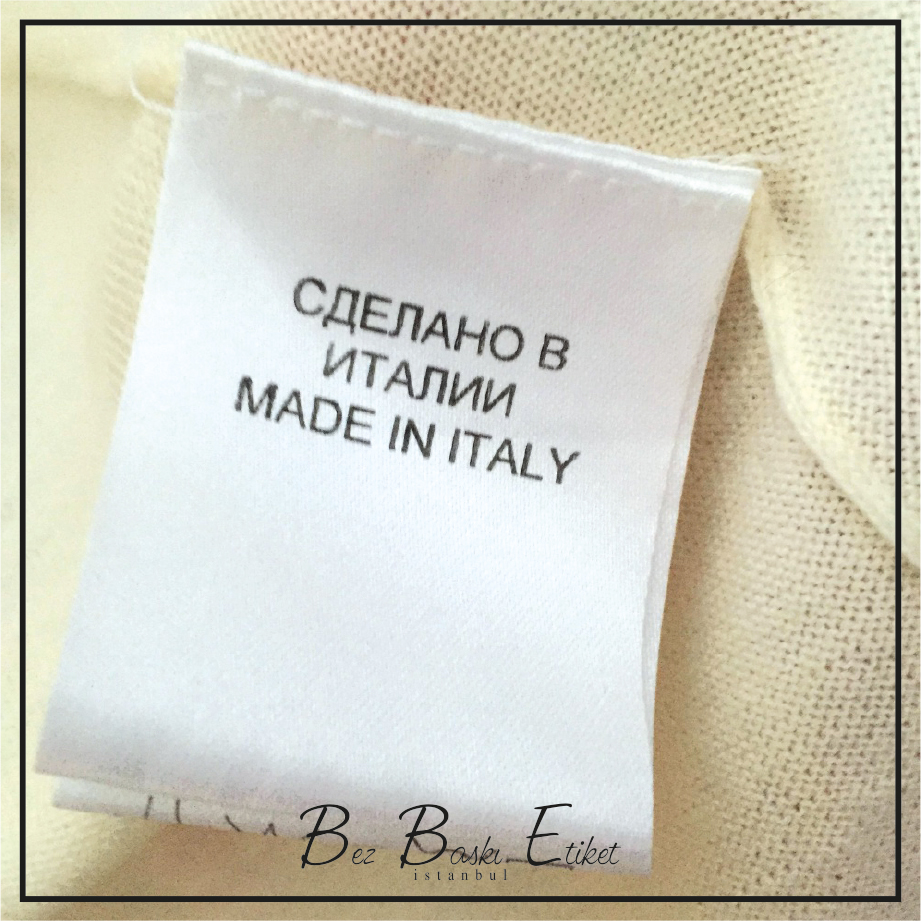 СДЕЛАНО В
ИТАЛИИ
MADE IN ITALY
Bez Baskı Etiket
istanbul